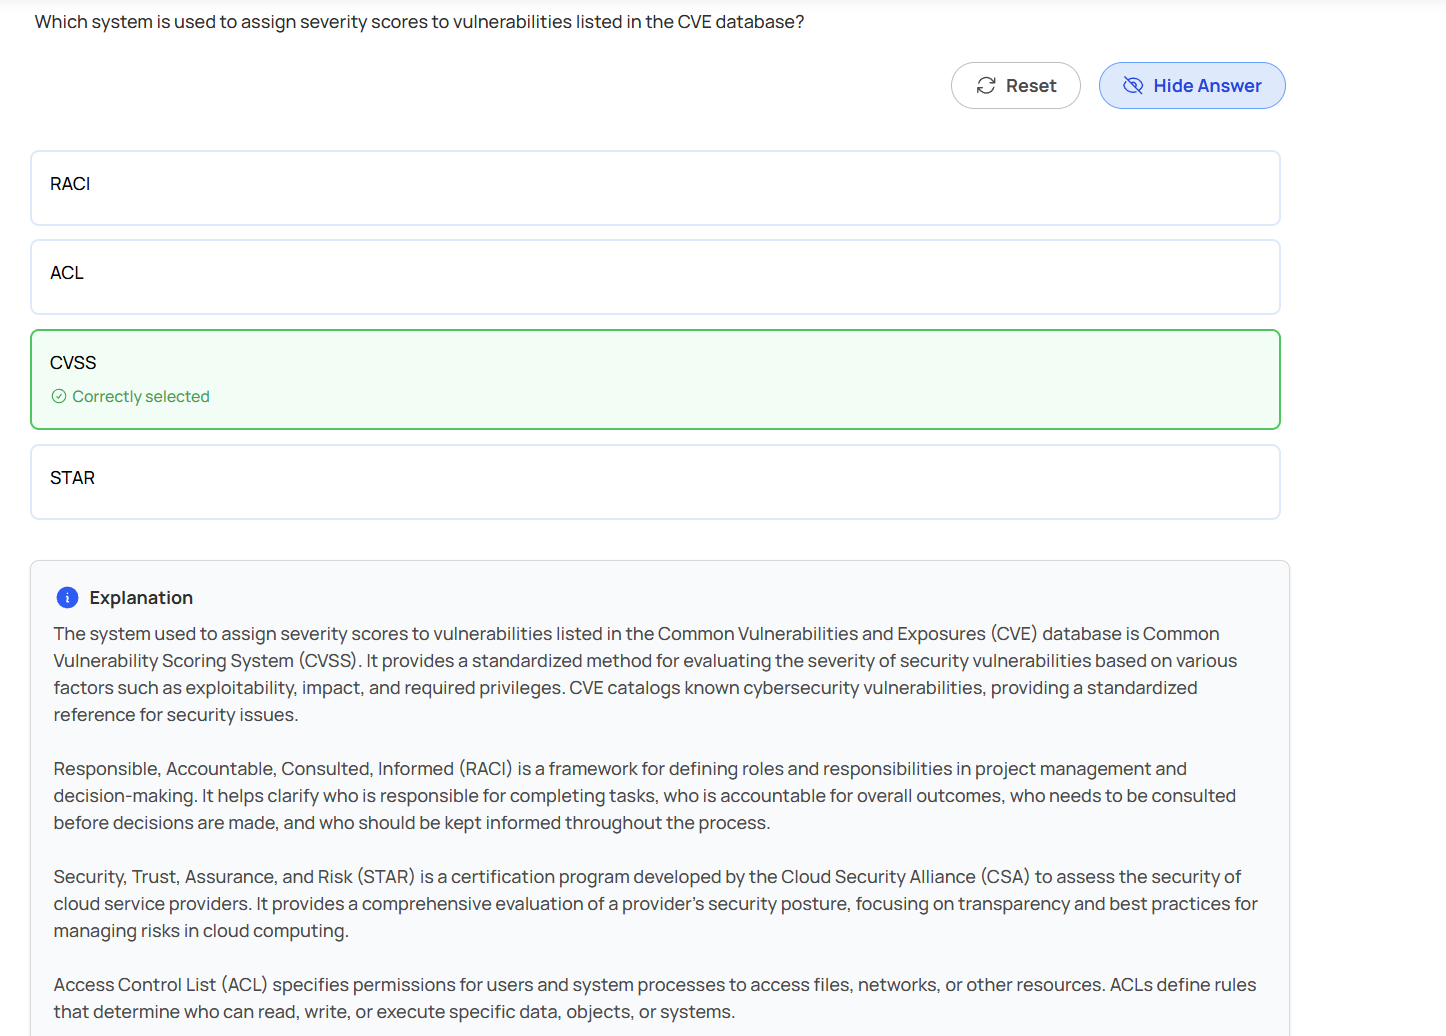 Which system is used to assign severity scores to vulnerabilities listed in the CVE database?
Reset
Hide Answer
RACI
ACL
CVSS
Correctly selected
STAR
Explanation
The system used to assign severity scores to vulnerabilities listed in the Common Vulnerabilities and Exposures (CVE) database is Common
Vulnerability Scoring System (CVSS). It provides a standardized method for evaluating the severity of security vulnerabilities based on various
factors such as exploitability, impact, and required privileges. CVE catalogs known cybersecurity vulnerabilities, providing a standardized
reference for security issues.
Responsible, Accountable, Consulted, Informed (RACI) is a framework for defining roles and responsibilities in project management and
decision-making. It helps clarify who is responsible for completing tasks, who is accountable for overall outcomes, who needs to be consulted
before decisions are made, and who should be kept informed throughout the process.
Security, Trust, Assurance, and Risk (STAR) is a certification program developed by the Cloud Security Alliance (CSA) to assess the security of
cloud service providers. It provides a comprehensive evaluation of a provider's security posture, focusing on transparency and best practices for
managing risks in cloud computing.
Access Control List (ACL) specifies permissions for users and system processes to access files, networks, or other resources. ACLs define rules
that determine who can read, write, or execute specific data, objects, or systems.